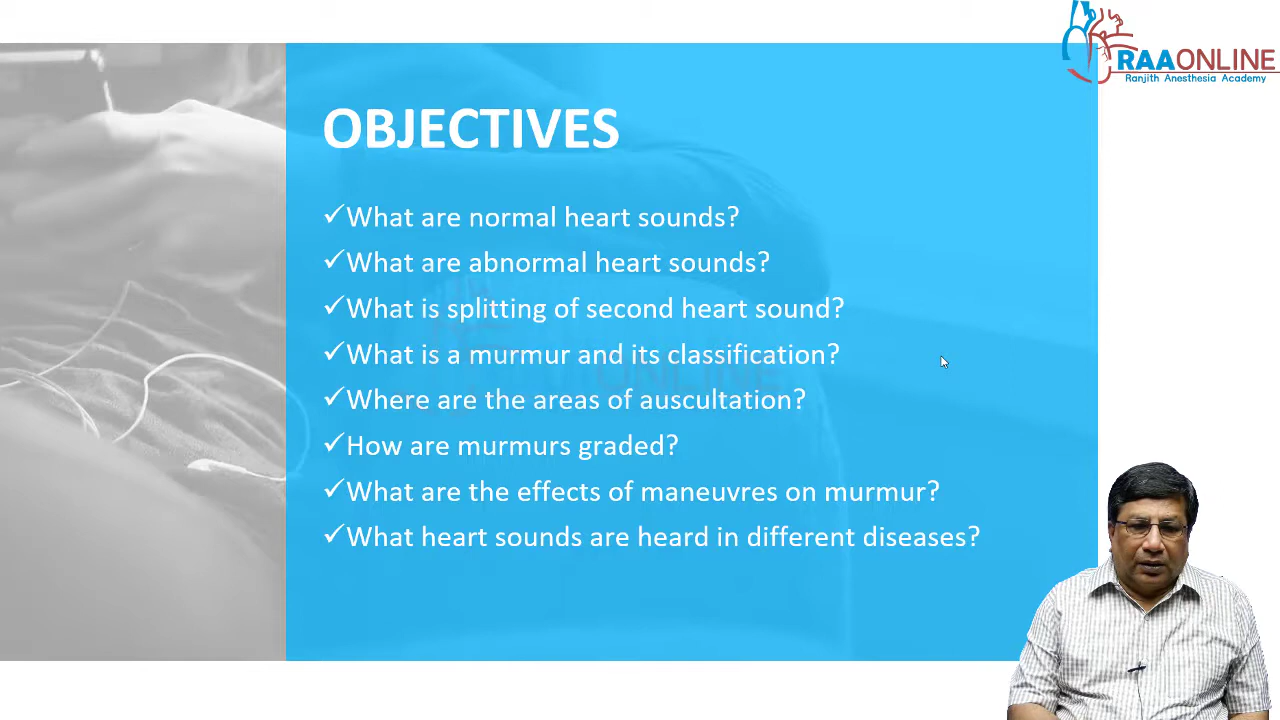 RAAONLINE
Ranjith Anesthesia Academy
OBJECTIVES
✓What are normal heart sounds?
✓What are abnormal heart sounds?
✓What is splitting of second heart sound?
✓What is a murmur and its classification?
✓Where are the areas of auscultation?
✓How are murmurs graded?
✓What are the effects of maneuvres on murmur?
✓What heart sounds are heard in different diseases?